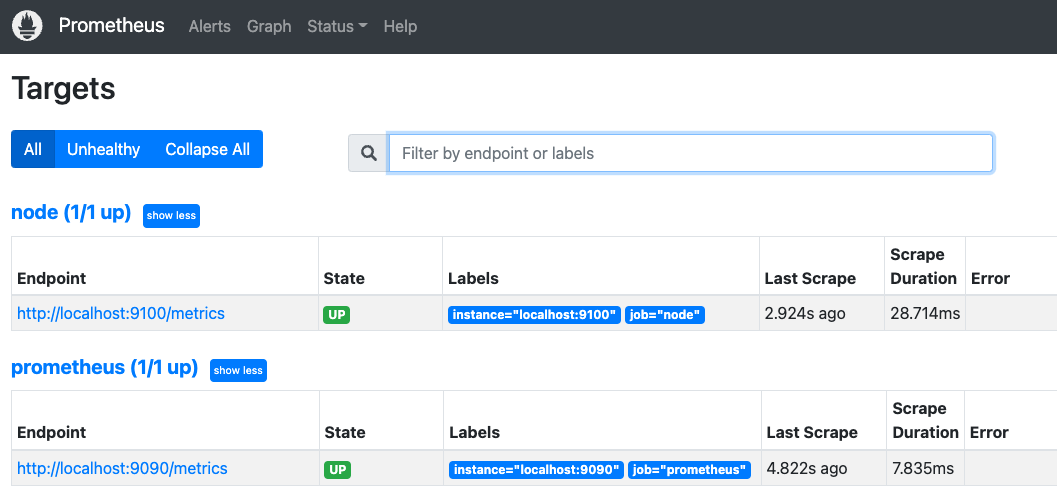 Prometheus Alerts Graph Status Help
Targets
All Unhealthy Collapse All Filter by endpoint or labels
node (1/1 up) show less
Endpoint State Labels Last Scrape Scrape Duration Error
http://localhost:9100/metrics UP instance="localhost:9100" job="node" 2.924s ago 28.714ms
prometheus (1/1 up) show less
Endpoint State Labels Last Scrape Scrape Duration Error
http://localhost:9090/metrics UP instance="localhost:9090" job="prometheus" 4.822s ago 7.835ms